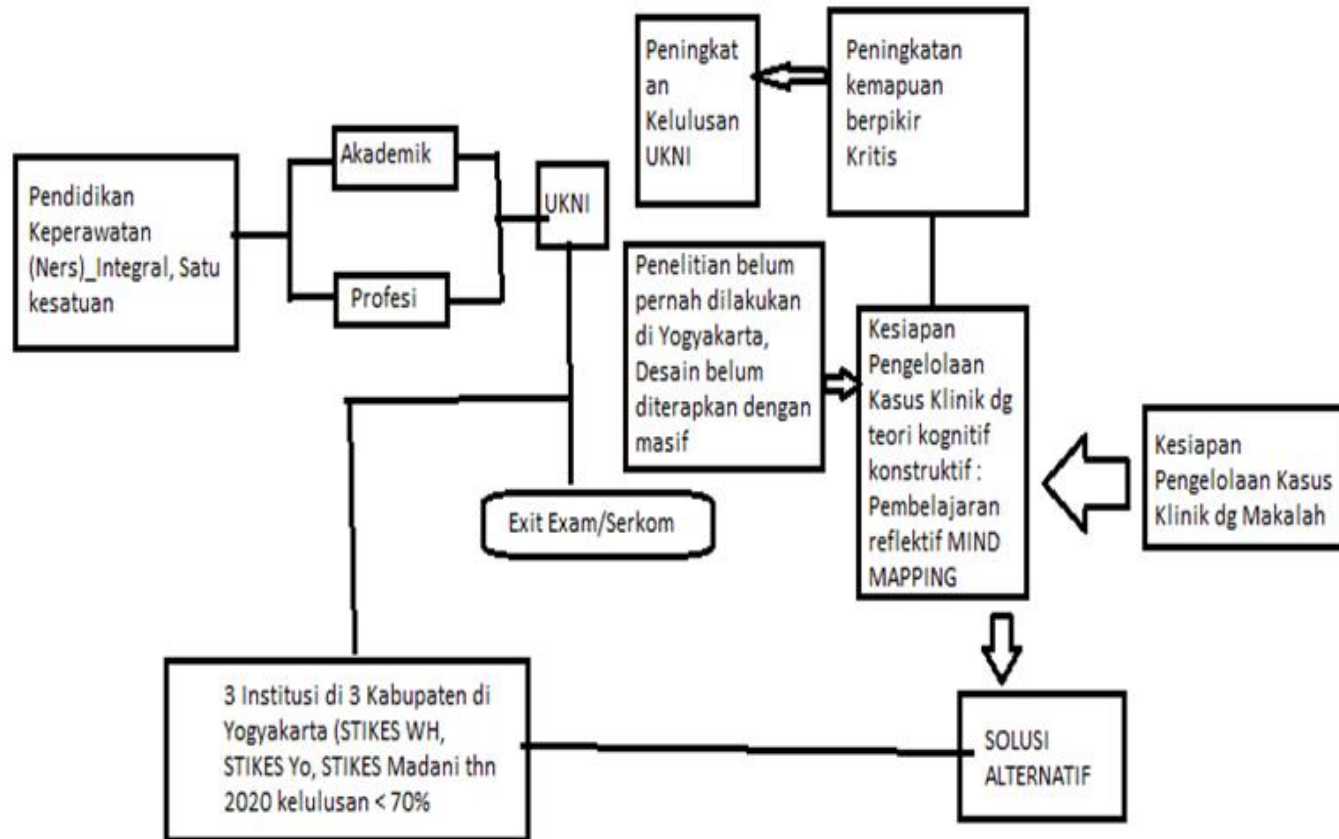 Pendidikan
Keperawatan
(Ners)_Integral, Satu
kesatuan
Akademik
Profesi
UKNI
Peningkat
an
Kelulusan
UKNI
Peningkatan
kemapuan
berpikir
Kritis
Penelitian belum
pernah dilakukan
di Yogyakarta,
Desain belum
diterapkan dengan
masif
Kesiapan
Pengelolaan
Kasus Klinik dg
teori kognitif
konstruktif :
Pembelajaran
reflektif MIND
MAPPING
Kesiapan
Pengelolaan Kasus
Klinik dg Makalah
Exit Exam/Serkom
3 Institusi di 3 Kabupaten di
Yogyakarta (STIKES WH,
STIKES Yo, STIKES Madani thn
2020 kelulusan < 70%
SOLUSI
ALTERNATIF